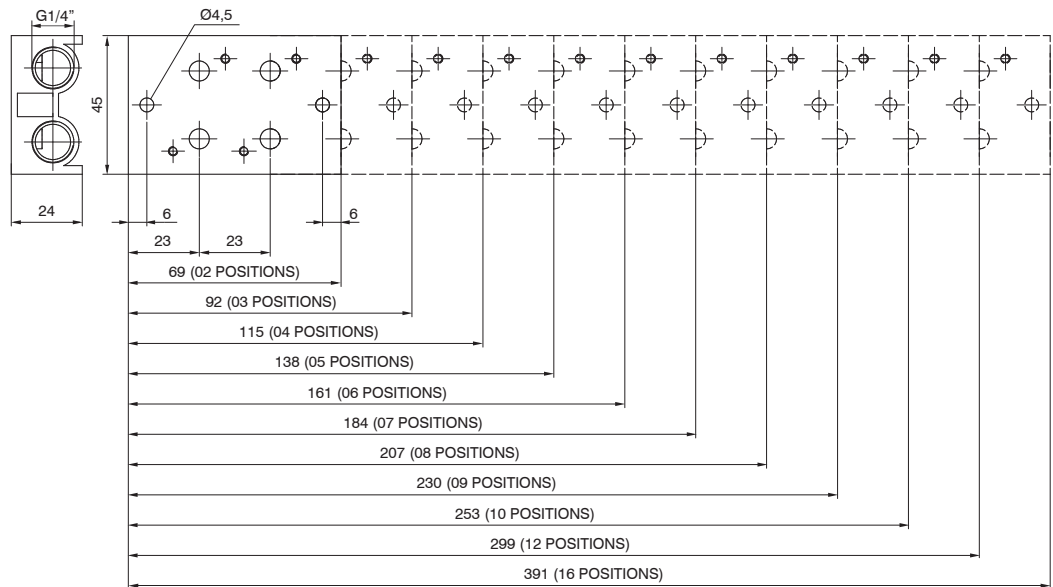 G1/4"
Ø4,5
45
24
6
6
23
23
69 (02 POSITIONS)
92 (03 POSITIONS)
115 (04 POSITIONS)
138 (05 POSITIONS)
161 (06 POSITIONS)
184 (07 POSITIONS)
207 (08 POSITIONS)
230 (09 POSITIONS)
253 (10 POSITIONS)
299 (12 POSITIONS)
391 (16 POSITIONS)